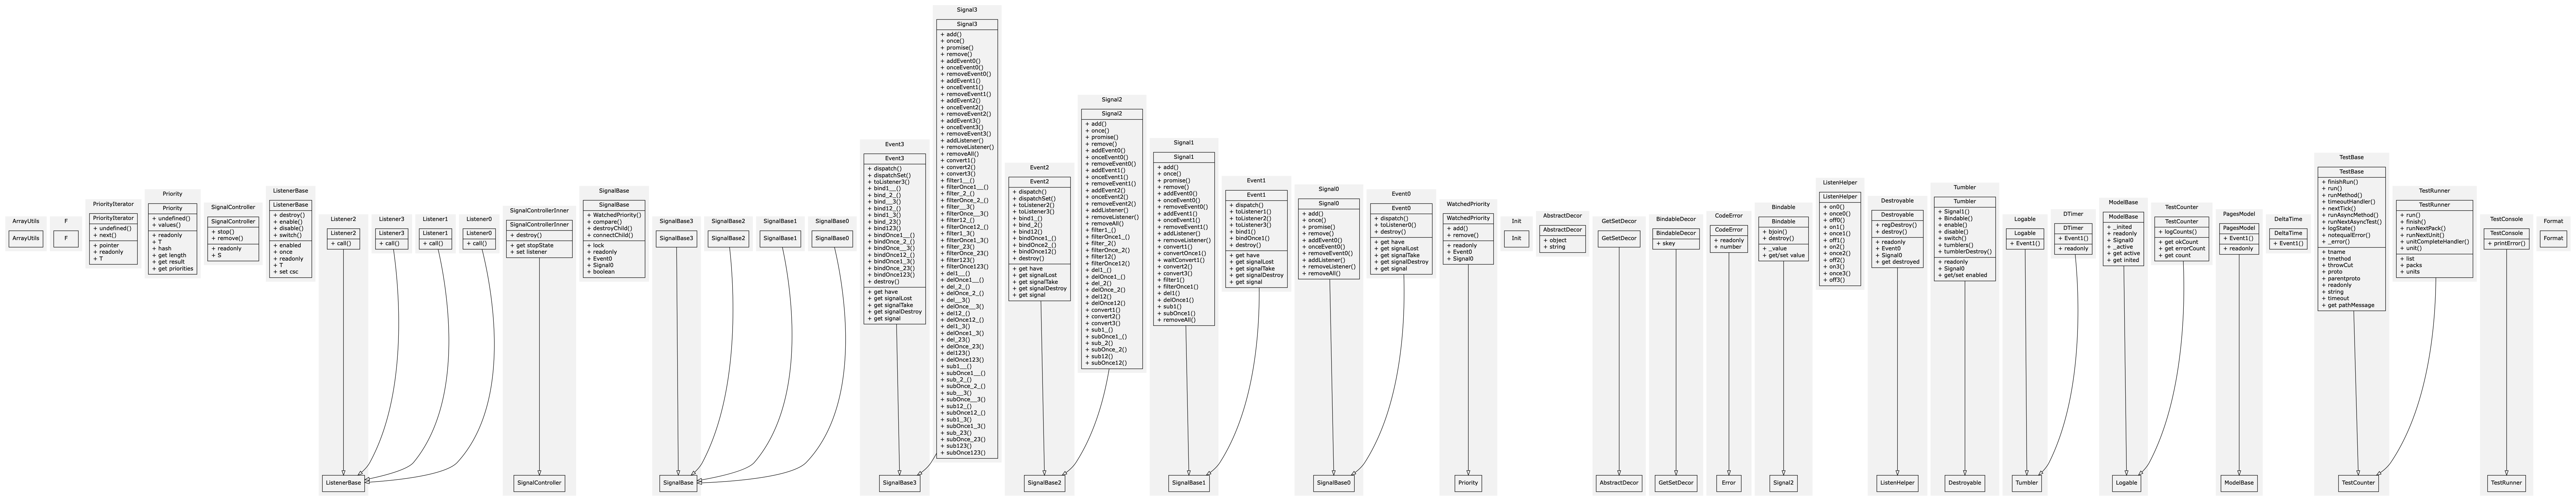 ArrayUtils
ArrayUtils
F
F
PriorityIterator
PriorityIterator
+ undefined()
+ next()
+ pointer
+ readonly
+ T
Priority
Priority
+ undefined()
+ values()
+ readonly
+ T
+ hash
+ get length
+ get result
+ get priorities
SignalController
SignalController
+ stop()
+ remove()
+ readonly
+ S
ListenerBase
ListenerBase
+ destroy()
+ enable()
+ disable()
+ switch()
+ enabled
+ once
+ readonly
+ T
+ set csc
Listener2
Listener2
+ call()
ListenerBase
Listener3
Listener3
+ call()
Listener1
Listener1
+ call()
Listener0
Listener0
+ call()
SignalControllerInner
SignalControllerInner
+ destroy()
+ get stopState
+ set listener
SignalController
SignalBase
SignalBase
+ WatchedPriority()
+ compare()
+ destroyChild()
+ connectChild()
+ lock
+ readonly
+ Event0
+ Signal0
+ boolean
SignalBase3
SignalBase3
SignalBase
SignalBase2
SignalBase2
SignalBase1
SignalBase1
SignalBase0
SignalBase0
Event3
Event3
+ dispatch()
+ dispatchSet()
+ toListener3()
+ bind1__()
+ bind_2_()
+ bind__3()
+ bind12_()
+ bind1_3()
+ bind_23()
+ bind123()
+ bindOnce1__()
+ bindOnce_2_()
+ bindOnce__3()
+ bindOnce12_()
+ bindOnce1_3()
+ bindOnce_23()
+ bindOnce123()
+ destroy()
+ get have
+ get signalLost
+ get signalTake
+ get signalDestroy
+ get signal
SignalBase3
Signal3
Signal3
+ add()
+ once()
+ promise()
+ remove()
+ addEvent0()
+ onceEvent0()
+ removeEvent0()
+ addEvent1()
+ onceEvent1()
+ removeEvent1()
+ addEvent2()
+ onceEvent2()
+ removeEvent2()
+ addEvent3()
+ onceEvent3()
+ removeEvent3()
+ addListener()
+ removeListener()
+ removeAll()
+ convert1()
+ convert2()
+ convert3()
+ filter1__()
+ filterOnce1__()
+ filter_2_()
+ filterOnce_2_()
+ filter__3()
+ filterOnce__3()
+ filter12_()
+ filterOnce12_()
+ filter1_3()
+ filterOnce1_3()
+ filter_23()
+ filterOnce_23()
+ filter123()
+ filterOnce123()
+ del1__()
+ delOnce1__()
+ del_2_()
+ delOnce_2_()
+ del__3()
+ delOnce__3()
+ del12_()
+ delOnce12_()
+ del1_3()
+ delOnce1_3()
+ del_23()
+ delOnce_23()
+ del123()
+ delOnce123()
+ sub1__()
+ subOnce1__()
+ sub_2_()
+ subOnce_2_()
+ sub__3()
+ subOnce__3()
+ sub12_()
+ subOnce12_()
+ sub1_3()
+ subOnce1_3()
+ sub_23()
+ subOnce_23()
+ sub123()
+ subOnce123()
Event2
Event2
+ dispatch()
+ dispatchSet()
+ toListener2()
+ toListener3()
+ bind1_()
+ bind_2()
+ bind12()
+ bindOnce1_()
+ bindOnce2_()
+ bindOnce12()
+ destroy()
+ get have
+ get signalLost
+ get signalTake
+ get signalDestroy
+ get signal
SignalBase2
Signal2
Signal2
+ add()
+ once()
+ promise()
+ remove()
+ addEvent0()
+ onceEvent0()
+ removeEvent0()
+ addEvent1()
+ onceEvent1()
+ removeEvent1()
+ addEvent2()
+ onceEvent2()
+ removeEvent2()
+ addListener()
+ removeListener()
+ removeAll()
+ filter1_()
+ filterOnce1_()
+ filter_2()
+ filterOnce_2()
+ filter12()
+ filterOnce12()
+ del1_()
+ delOnce1_()
+ del_2()
+ delOnce_2()
+ del12()
+ delOnce12()
+ convert1()
+ convert2()
+ convert3()
+ sub1_()
+ subOnce1_()
+ sub_2()
+ subOnce_2()
+ sub12()
+ subOnce12()
Signal1
Signal1
+ add()
+ once()
+ promise()
+ remove()
+ addEvent0()
+ onceEvent0()
+ removeEvent0()
+ addEvent1()
+ onceEvent1()
+ removeEvent1()
+ addListener()
+ removeListener()
+ convert1()
+ convertOnce1()
+ waitConvert1()
+ convert2()
+ convert3()
+ filter1()
+ filterOnce1()
+ del1()
+ delOnce1()
+ sub1()
+ subOnce1()
+ removeAll()
SignalBase1
Event1
Event1
+ dispatch()
+ toListener1()
+ toListener2()
+ toListener3()
+ bind1()
+ bindOnce1()
+ destroy()
+ get have
+ get signalLost
+ get signalTake
+ get signalDestroy
+ get signal
Signal0
Signal0
+ add()
+ once()
+ promise()
+ remove()
+ addEvent0()
+ onceEvent0()
+ removeEvent0()
+ addListener()
+ removeListener()
+ removeAll()
SignalBase0
Event0
Event0
+ dispatch()
+ toListener0()
+ destroy()
+ get have
+ get signalLost
+ get signalTake
+ get signalDestroy
+ get signal
WatchedPriority
WatchedPriority
+ add()
+ remove()
+ readonly
+ Event0
+ Signal0
Priority
Init
Init
AbstractDecor
AbstractDecor
+ object
+ string
GetSetDecor
GetSetDecor
AbstractDecor
BindableDecor
BindableDecor
+ skey
GetSetDecor
CodeError
CodeError
+ readonly
+ number
Error
Bindable
Bindable
+ bjoin()
+ destroy()
+ _value
+ get/set value
Signal2
ListenHelper
ListenHelper
+ on0()
+ once0()
+ off0()
+ on1()
+ once1()
+ off1()
+ on2()
+ once2()
+ off2()
+ on3()
+ once3()
+ off3()
Destroyable
Destroyable
+ regDestroy()
+ destroy()
+ readonly
+ Event0
+ Signal0
+ get destroyed
ListenHelper
Tumbler
Tumbler
+ Signal1()
+ Bindable()
+ enable()
+ disable()
+ switch()
+ tumblers()
+ tumblerDestroy()
+ readonly
+ Signal0
+ get/set enabled
Destroyable
Logable
Logable
+ Event1()
Tumbler
DTimer
DTimer
+ Event1()
+ readonly
ModelBase
ModelBase
+ _inited
+ readonly
+ Signal0
+ _active
+ get active
+ get inited
Logable
TestCounter
TestCounter
+ logCounts()
+ get okCount
+ get errorCount
+ get count
PagesModel
PagesModel
+ Event1()
+ readonly
ModelBase
DeltaTime
DeltaTime
+ Event1()
TestBase
TestBase
+ finishRun()
+ run()
+ runMethod()
+ timeoutHandler()
+ runAsyncMethod()
+ nextTick()
+ runNextAsyncTest()
+ logState()
+ notequalError()
+ _error()
+ tname
+ tmethod
+ throwCut
+ proto
+ parentproto
+ readonly
+ string
+ timeout
+ get pathMessage
TestCounter
TestRunner
TestRunner
+ run()
+ finish()
+ runNextPack()
+ runNextUnit()
+ unitCompleteHandler()
+ unit()
+ list
+ packs
+ units
TestConsole
TestConsole
+ printError()
TestRunner
Format
Format